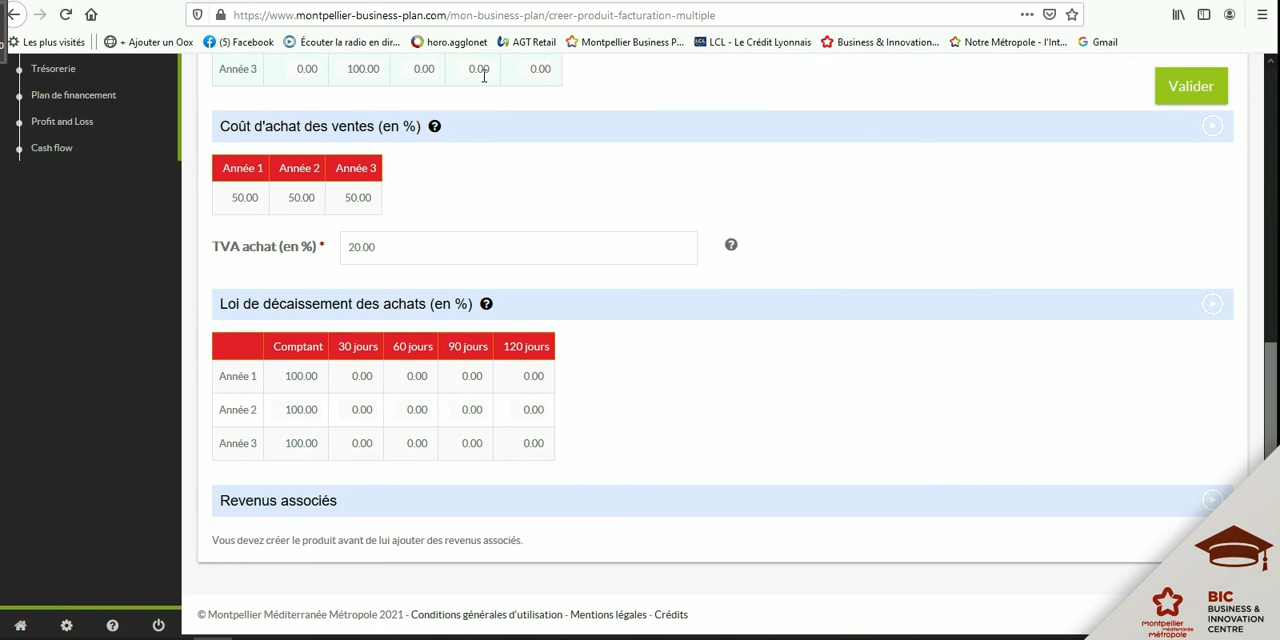 https://www.montpellier-business-plan.com/mon-business-plan/creer-produit-facturation-multiple
Les plus visités + Ajouter un Oox (5) Facebook Écouter la radio en dir... horo.agglonet AGT Retail Montpellier Business P... LCL - Le Crédit Lyonnais Business & Innovation... Notre Métropole - l'Int... Gmail
Trésorerie
Plan de financement
Profit and Loss
Cash flow
Année 3 0.00 100.00 0.00 0.00 0.00
Valider
Coût d'achat des ventes (en %) ?
Année 1 Année 2 Année 3
50.00 50.00 50.00
TVA achat (en %) * 20.00 ?
Loi de décaissement des achats (en %) ?
Comptant 30 jours 60 jours 90 jours 120 jours
Année 1 100.00 0.00 0.00 0.00 0.00
Année 2 100.00 0.00 0.00 0.00 0.00
Année 3 100.00 0.00 0.00 0.00 0.00
Revenus associés
Vous devez créer le produit avant de lui ajouter des revenus associés.
© Montpellier Méditerranée Métropole 2021 - Conditions générales d'utilisation - Mentions légales - Crédits
montpellier
méditerranée
métropole
BIC
BUSINESS &
INNOVATION
CENTRE